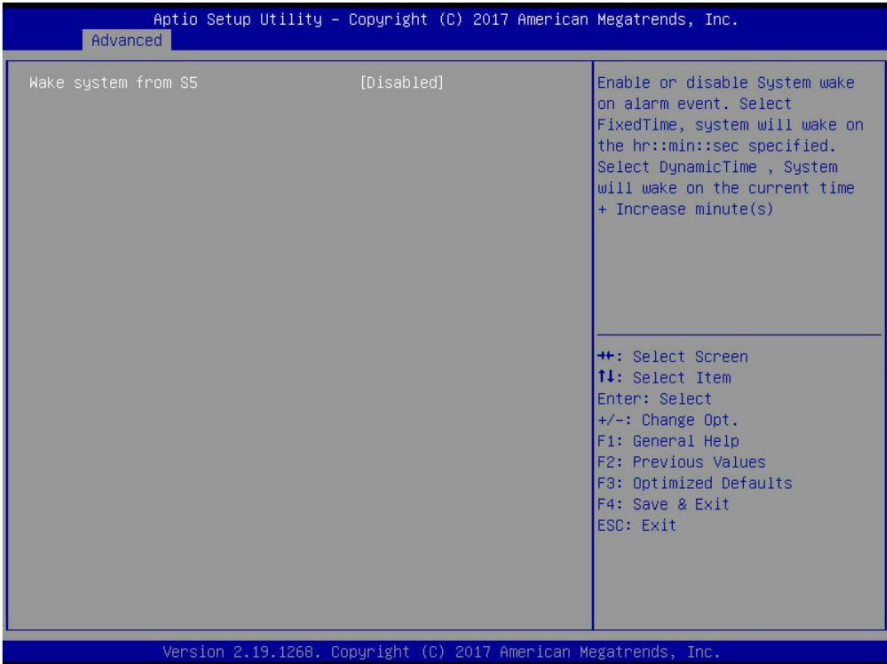 Aptio Setup Utility – Copyright (C) 2017 American Megatrends, Inc.
Advanced
Wake system from S5 [Disabled]
Enable or disable System wake
on alarm event. Select
FixedTime, system will wake on
the hr::min::sec specified.
Select DynamicTime , System
will wake on the current time
+ Increase minute(s)
→←: Select Screen
↑↓: Select Item
Enter: Select
+/-: Change Opt.
F1: General Help
F2: Previous Values
F3: Optimized Defaults
F4: Save & Exit
ESC: Exit
Version 2.19.1268. Copyright (C) 2017 American Megatrends, Inc.